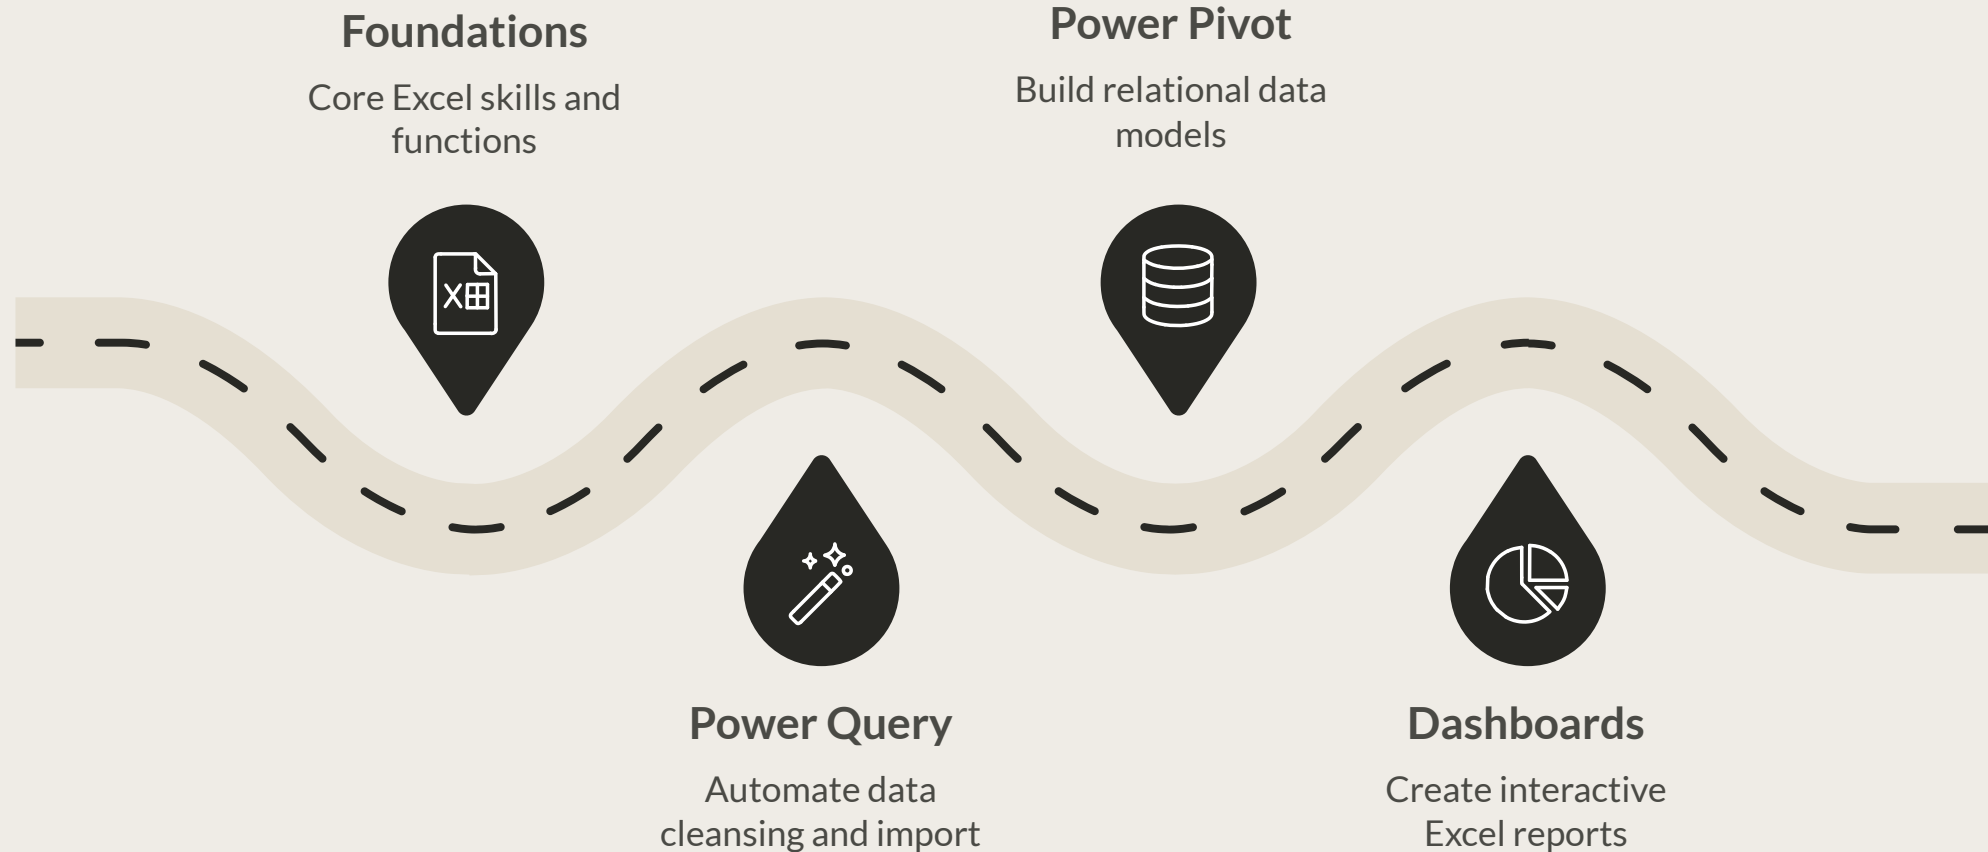 Foundations
Core Excel skills and
functions
Power Query
Automate data
cleansing and import
Power Pivot
Build relational data
models
Dashboards
Create interactive
Excel reports